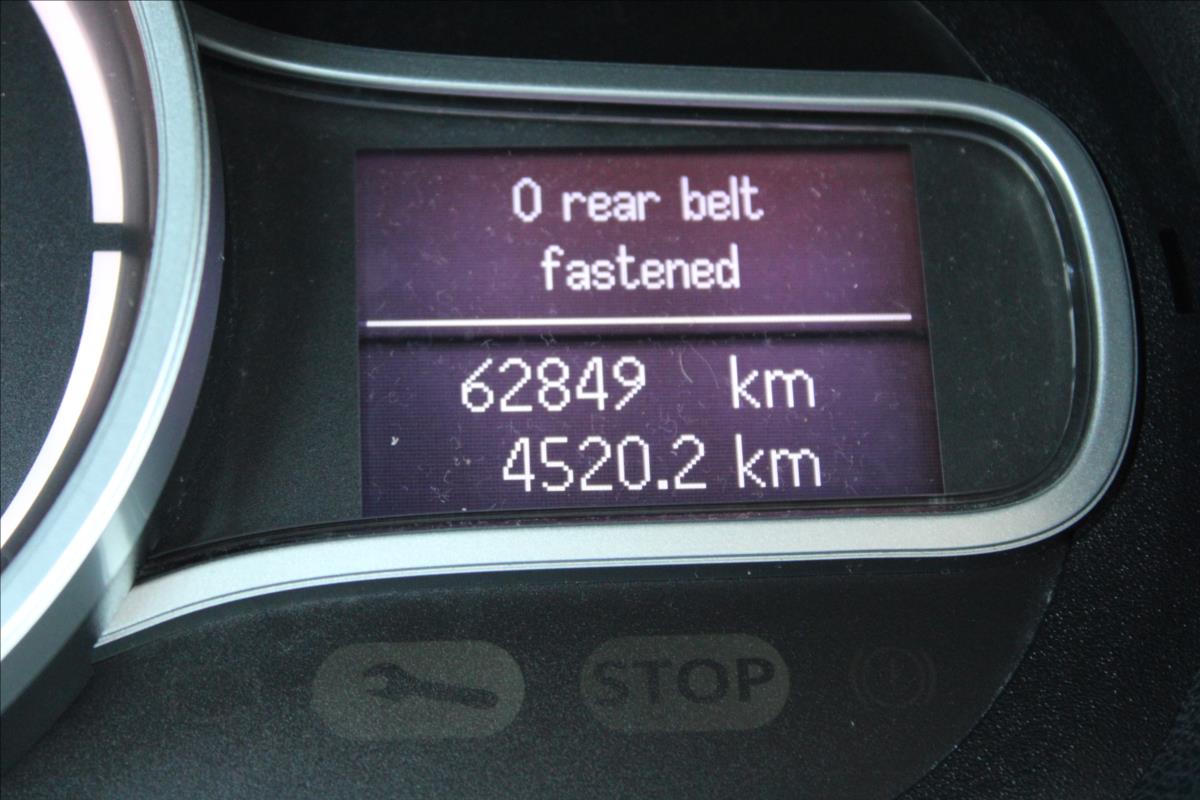 0 rear belt
fastened
62849 km
4520.2 km
STOP